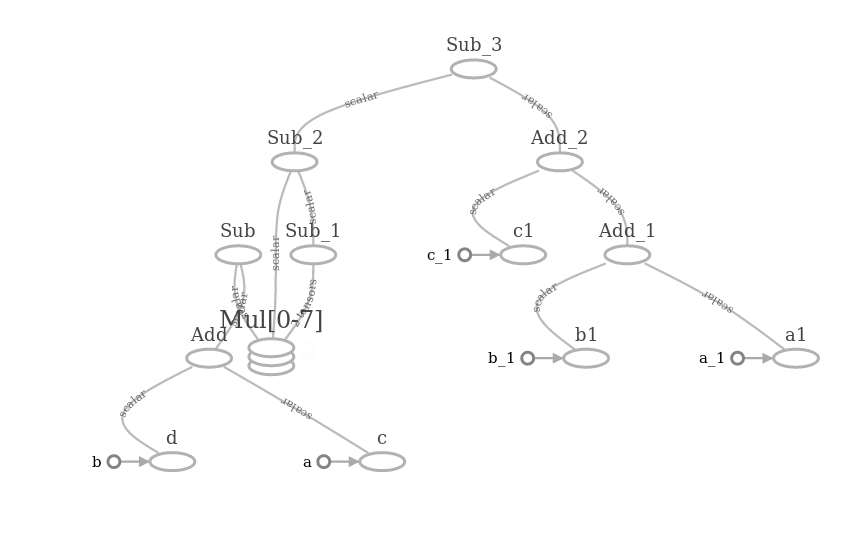 Sub_3
scalar
scalar
Sub_2
Add_2
scalar
scalar
scalar
scalar
Sub
Sub_1
c_1
c1
Add_1
scalar
scalar
scalar
tensors
Mul[0-7]
Add
b_1
b1
a_1
a1
scalar
scalar
b
d
a
c